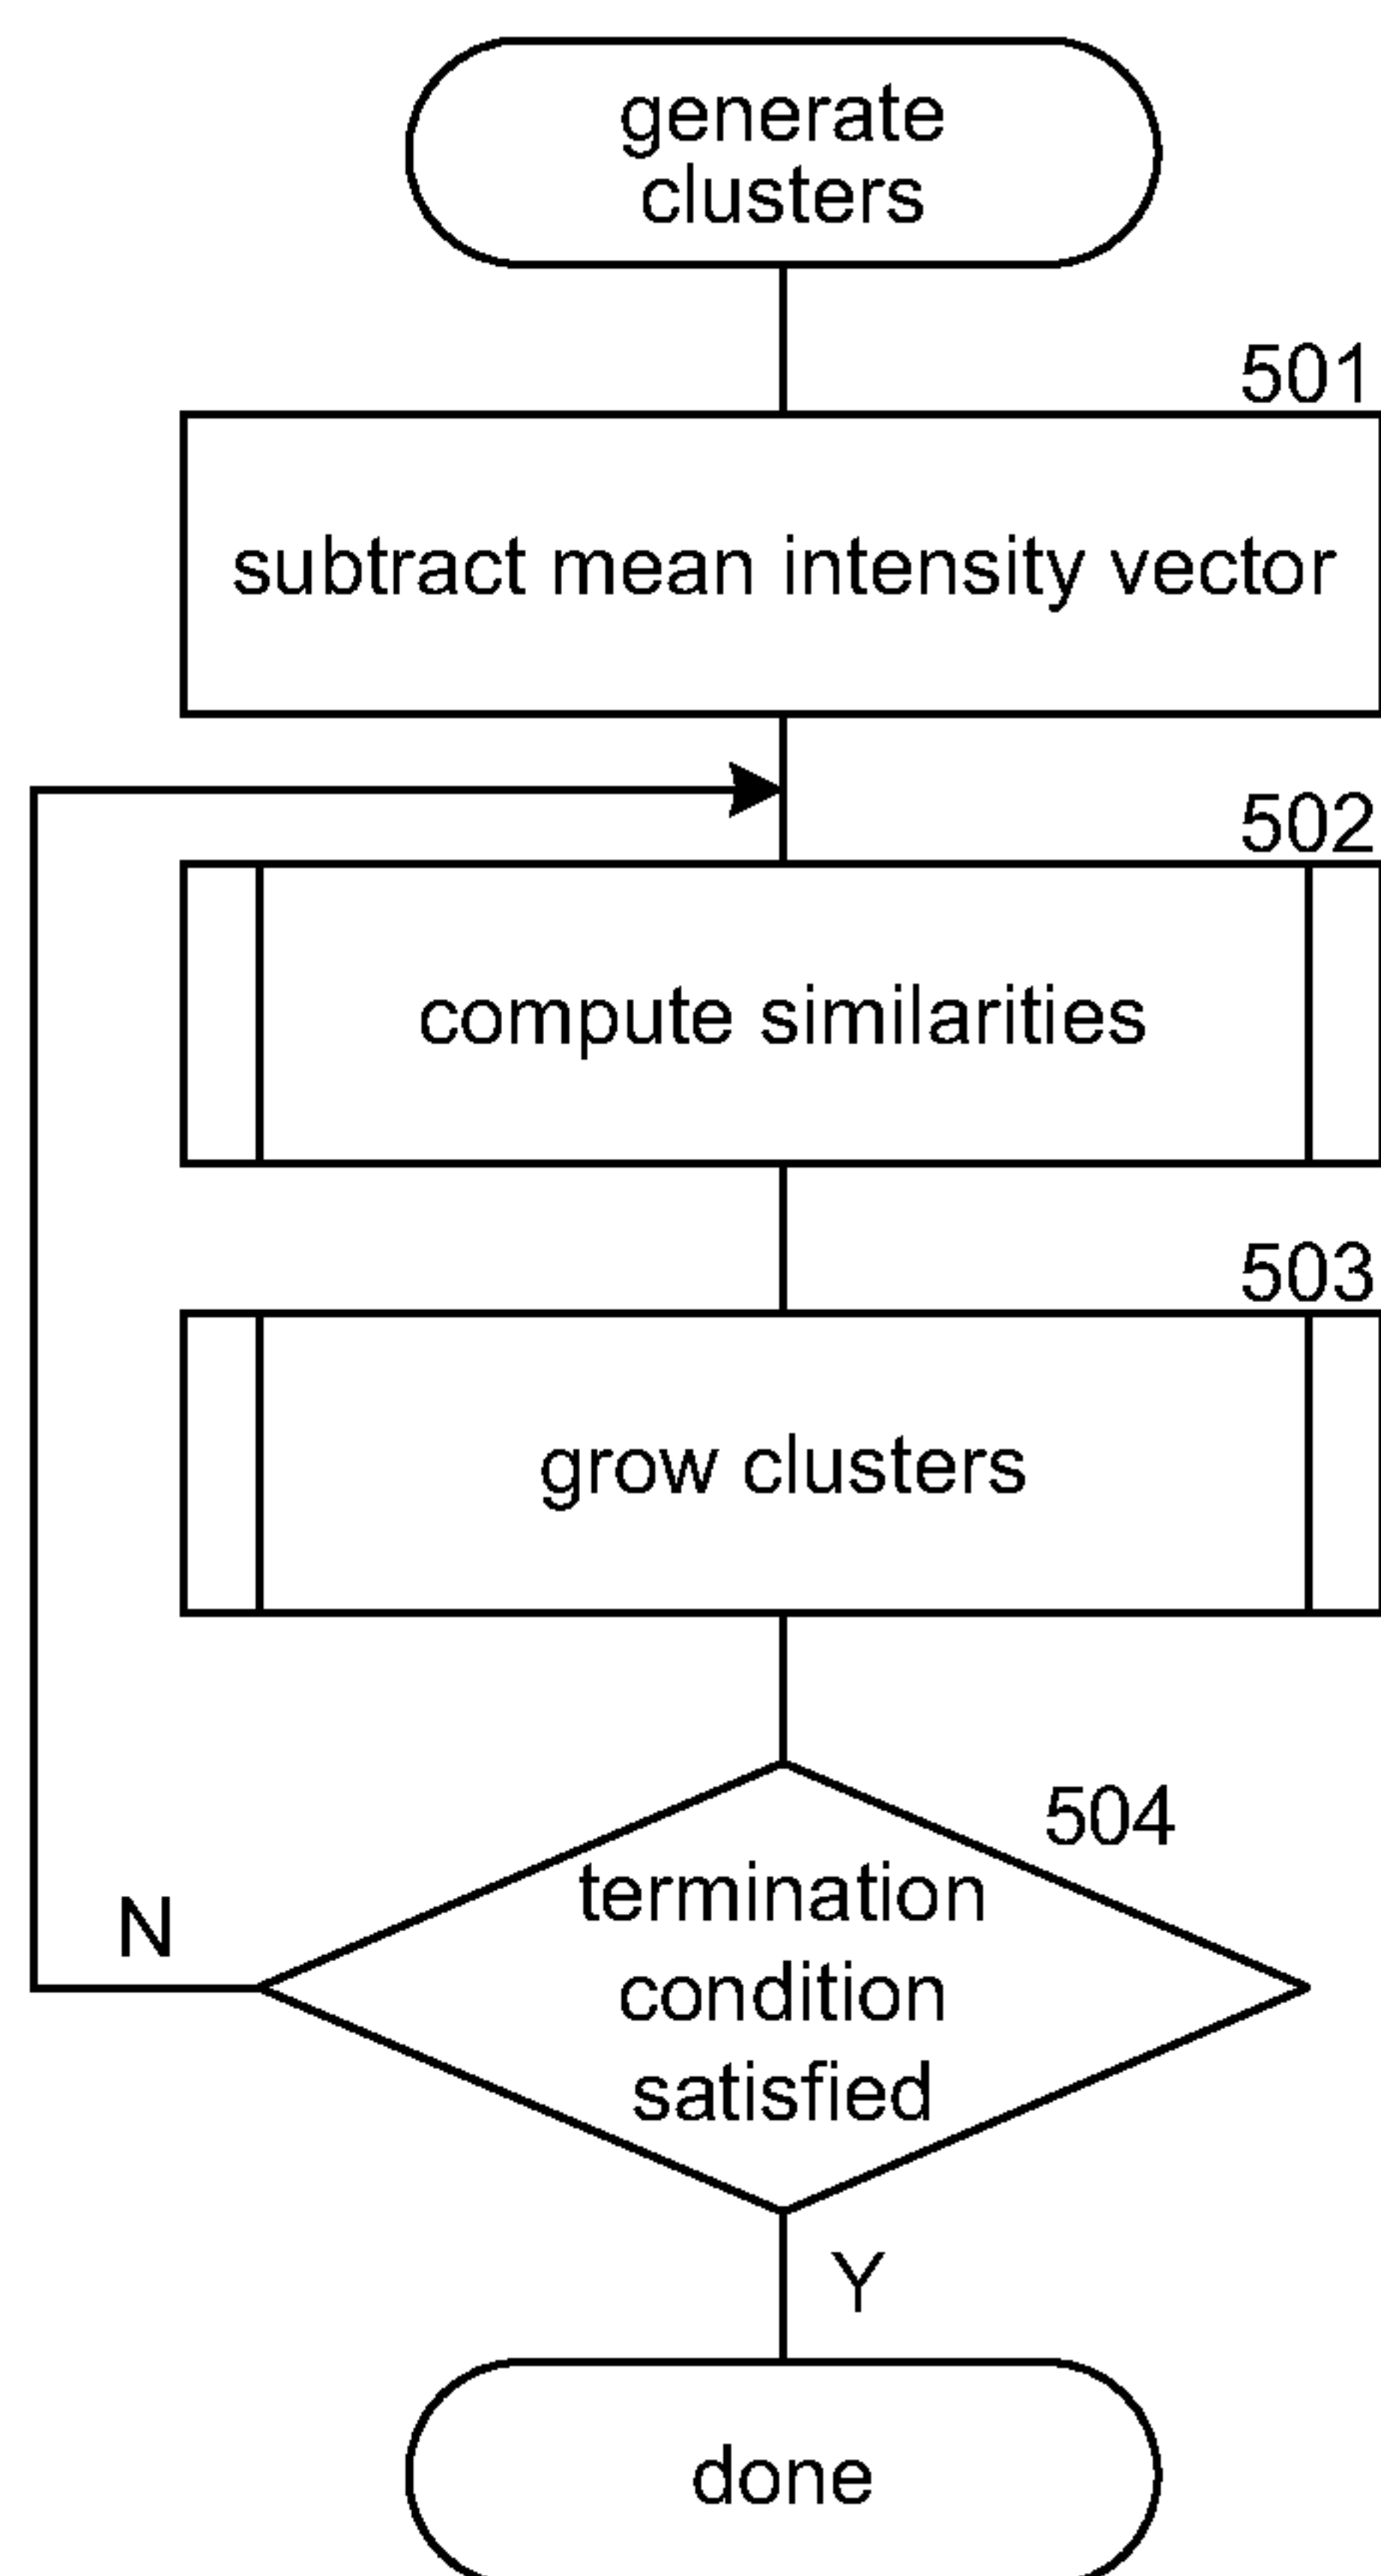 generate
clusters
501
subtract mean intensity vector
502
compute similarities
503
grow clusters
504
termination
condition
satisfied
N
Y
done